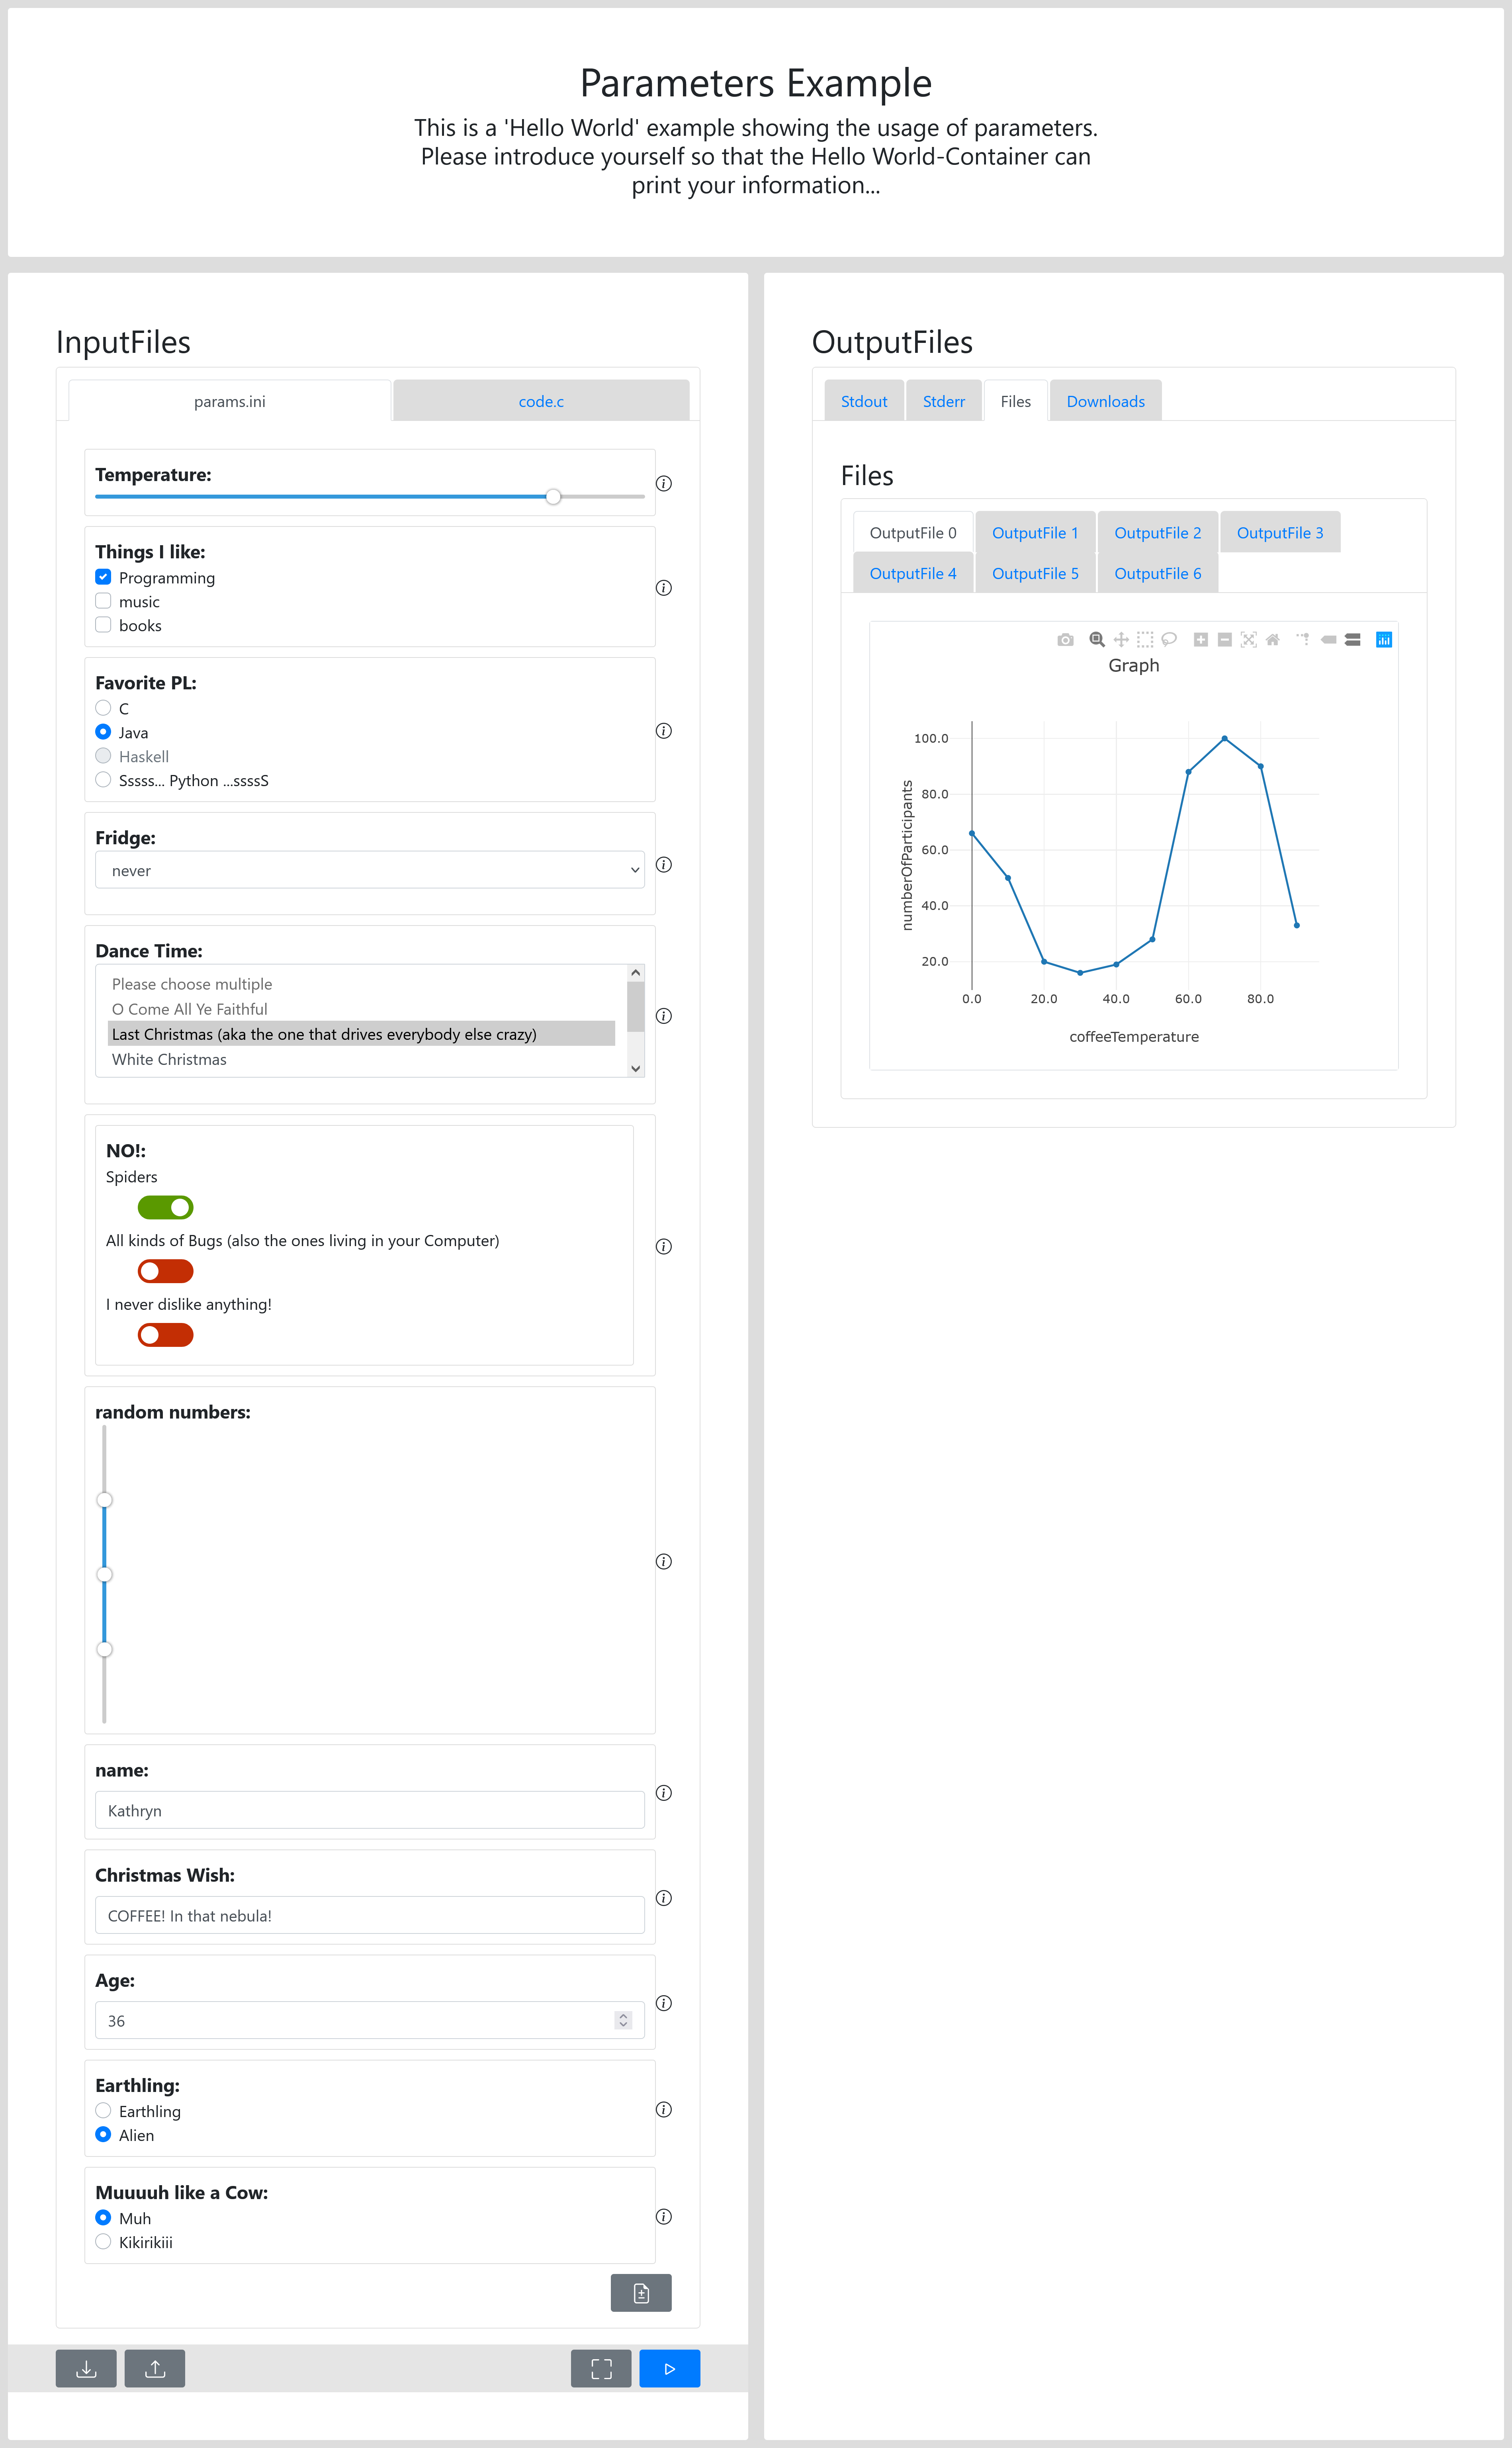 Parameters Example
This is a 'Hello World' example showing the usage of parameters.
Please introduce yourself so that the Hello World-Container can
print your information...
InputFiles
params.ini
code.c
Temperature:
Things I like:
Programming
music
books
Favorite PL:
C
Java
Haskell
Sssss... Python ...ssssS
Fridge:
never
Dance Time:
Please choose multiple
O Come All Ye Faithful
Last Christmas (aka the one that drives everybody else crazy)
White Christmas
NO!:
Spiders
All kinds of Bugs (also the ones living in your Computer)
I never dislike anything!
random numbers:
name:
Kathryn
Christmas Wish:
COFFEE! In that nebula!
Age:
36
Earthling:
Earthling
Alien
Muuuuh like a Cow:
Muh
Kikirikiii
OutputFiles
Stdout
Stderr
Files
Downloads
Files
OutputFile 0
OutputFile 1
OutputFile 2
OutputFile 3
OutputFile 4
OutputFile 5
OutputFile 6
Graph
numberOfParticipants
100.0
80.0
60.0
40.0
20.0
0.0
20.0
40.0
60.0
80.0
coffeeTemperature